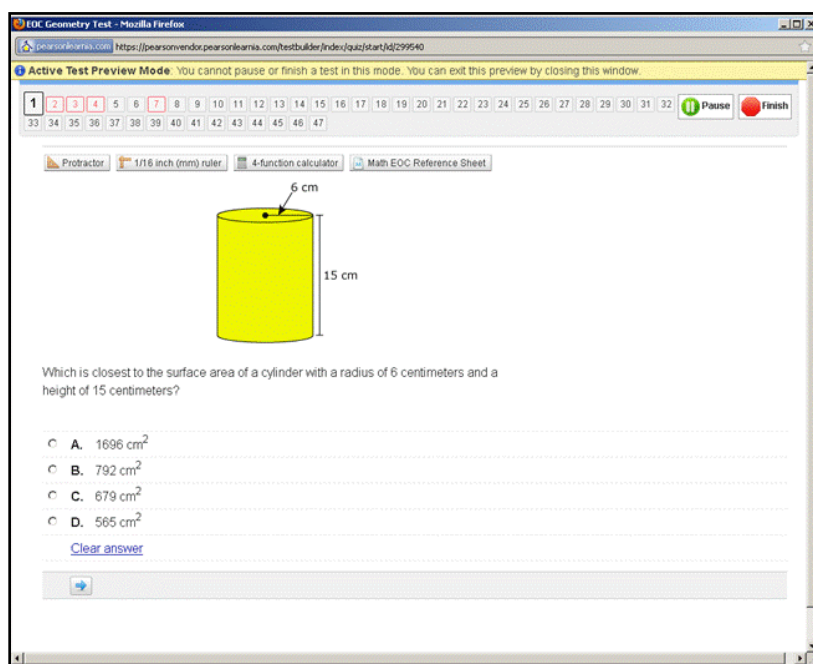 EOC Geometry Test - Mozilla Firefox
pearsonlearnia.com https://pearsonvendor.pearsonlearnia.com/testbuilder/index/quiz/start/id/299540
Active Test Preview Mode: You cannot pause or finish a test in this mode. You can exit this preview by closing this window.
1 2 3 4 5 6 7 8 9 10 11 12 13 14 15 16 17 18 19 20 21 22 23 24 25 26 27 28 29 30 31 32 Pause Finish
33 34 35 36 37 38 39 40 41 42 43 44 45 46 47
Protractor 1/16 inch (mm) ruler 4-function calculator Math EOC Reference Sheet
6 cm
15 cm
Which is closest to the surface area of a cylinder with a radius of 6 centimeters and a
height of 15 centimeters?
A. 1696 cm²
B. 792 cm²
C. 679 cm²
D. 565 cm²
Clear answer